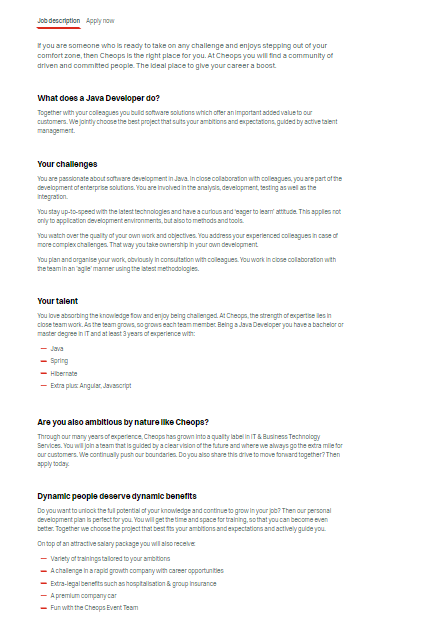 Job description Apply now
If you are someone who is ready to take on any challenge and enjoys stepping out of your
comfort zone, then Cheops is the right place for you. At Cheops you will find a community of
driven and committed people. The ideal place to give your career a boost.
What does a Java Developer do?
Together with your colleagues you build software solutions which offer an important added value to our
customers. We jointly choose the best project that suits your ambitions and expectations, guided by active talent
management.
Your challenges
You are passionate about software development in Java. In close collaboration with colleagues, you are part of the
development of enterprise solutions. You are involved in the analysis, development, testing as well as the
integration.
You stay up-to-speed with the latest technologies and have a curious and 'eager to learn' attitude. This applies not
only to application development environments, but also to methods and tools.
You watch over the quality of your own work and objectives. You address your experienced colleagues in case of
more complex challenges. That way you take ownership in your own development.
You plan and organise your work, obviously in consultation with colleagues. You work in close collaboration with
the team in an 'agile' manner using the latest methodologies.
Your talent
You love absorbing the knowledge flow and enjoy being challenged. At Cheops, the strength of expertise lies in
close team work. As the team grows, so grows each team member. Being a Java Developer you have a bachelor or
master degree in IT and at least 3 years of experience with:
Java
Spring
Hibernate
Extra plus: Angular, Javascript
Are you also ambitious by nature like Cheops?
Through our many years of experience, Cheops has grown into a quality label in IT & Business Technology
Services. You will join a team that is guided by a clear vision of the future and where we always go the extra mile for
our customers. We continually push our boundaries. Do you also share this drive to move forward together? Then
apply today.
Dynamic people deserve dynamic benefits
Do you want to unlock the full potential of your knowledge and continue to grow in your job? Then our personal
development plan is perfect for you. You will get the time and space for training, so that you can become even
better. Together we choose the project that best fits your ambitions and expectations and actively guide you.
On top of an attractive salary package you will also receive:
Variety of trainings tailored to your ambitions
A challenge in a rapid growth company with career opportunities
Extra-legal benefits such as hospitalisation & group insurance
A premium company car
Fun with the Cheops Event Team